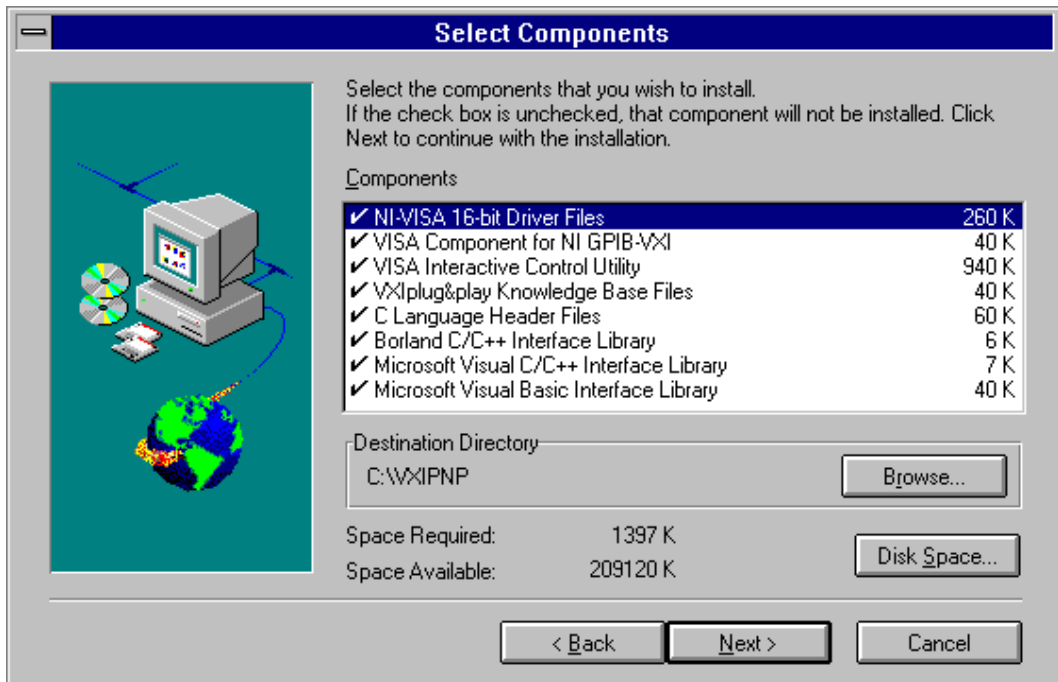 Select Components
Select the components that you wish to install.
If the check box is unchecked, that component will not be installed. Click
Next to continue with the installation.
Components
NI-VISA 16-bit Driver Files 260 K
VISA Component for NI GPIB-VXI 40 K
VISA Interactive Control Utility 940 K
VXIplug&play Knowledge Base Files 40 K
C Language Header Files 60 K
Borland C/C++ Interface Library 6 K
Microsoft Visual C/C++ Interface Library 7 K
Microsoft Visual Basic Interface Library 40 K
Destination Directory
C:\VXIPNP Browse...
Space Required: 1397 K
Space Available: 209120 K
Disk Space...
< Back Next > Cancel